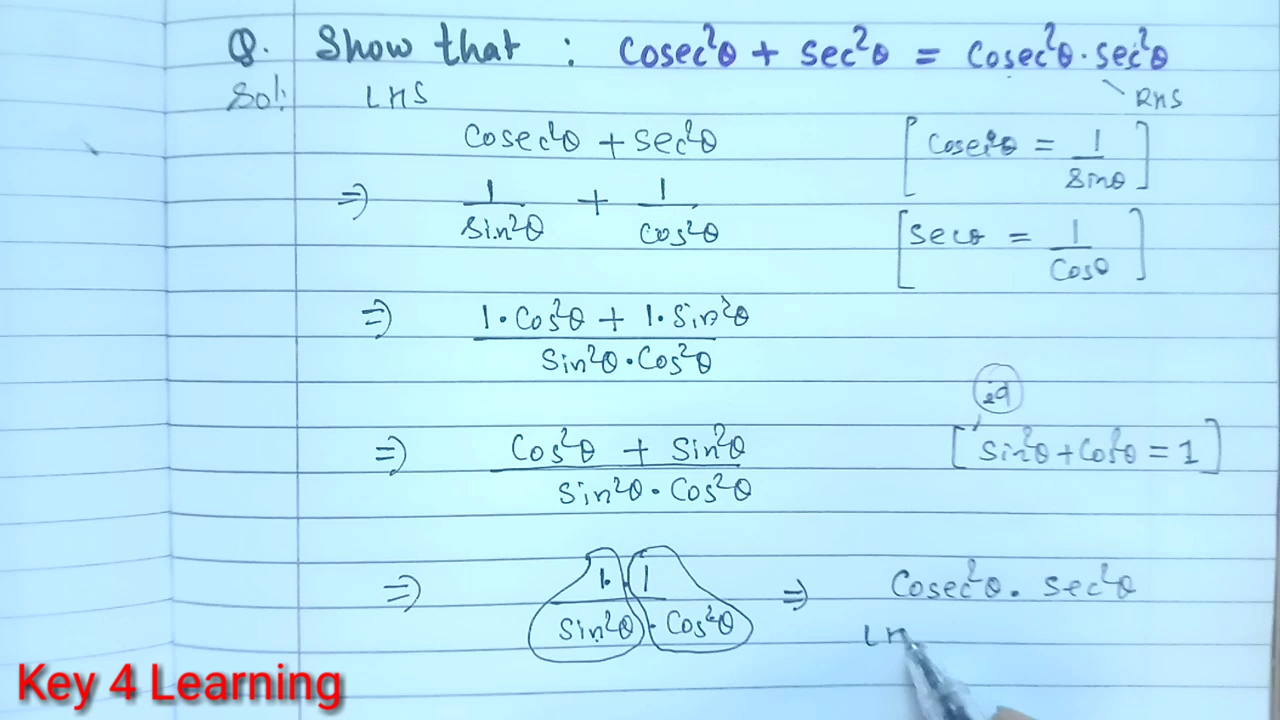 Q. Show that : Cosec²θ + sec²θ = Cosec²θ · sec²θ
Sol: LHS RHS
Cosec²θ + sec²θ [Cosec²θ = 1/Sinθ]
⇒ 1/Sin²θ + 1/Cos²θ [Secθ = 1/Cosθ]
⇒ (1·Cos²θ + 1·Sin²θ)/(Sin²θ·Cos²θ)
⇒ (Cos²θ + Sin²θ)/(Sin²θ·Cos²θ) [Sin²θ + Cos²θ = 1]
⇒ (1·1)/(Sin²θ·Cos²θ) ⇒ Cosec²θ. sec²θ
LH
Key 4 Learning